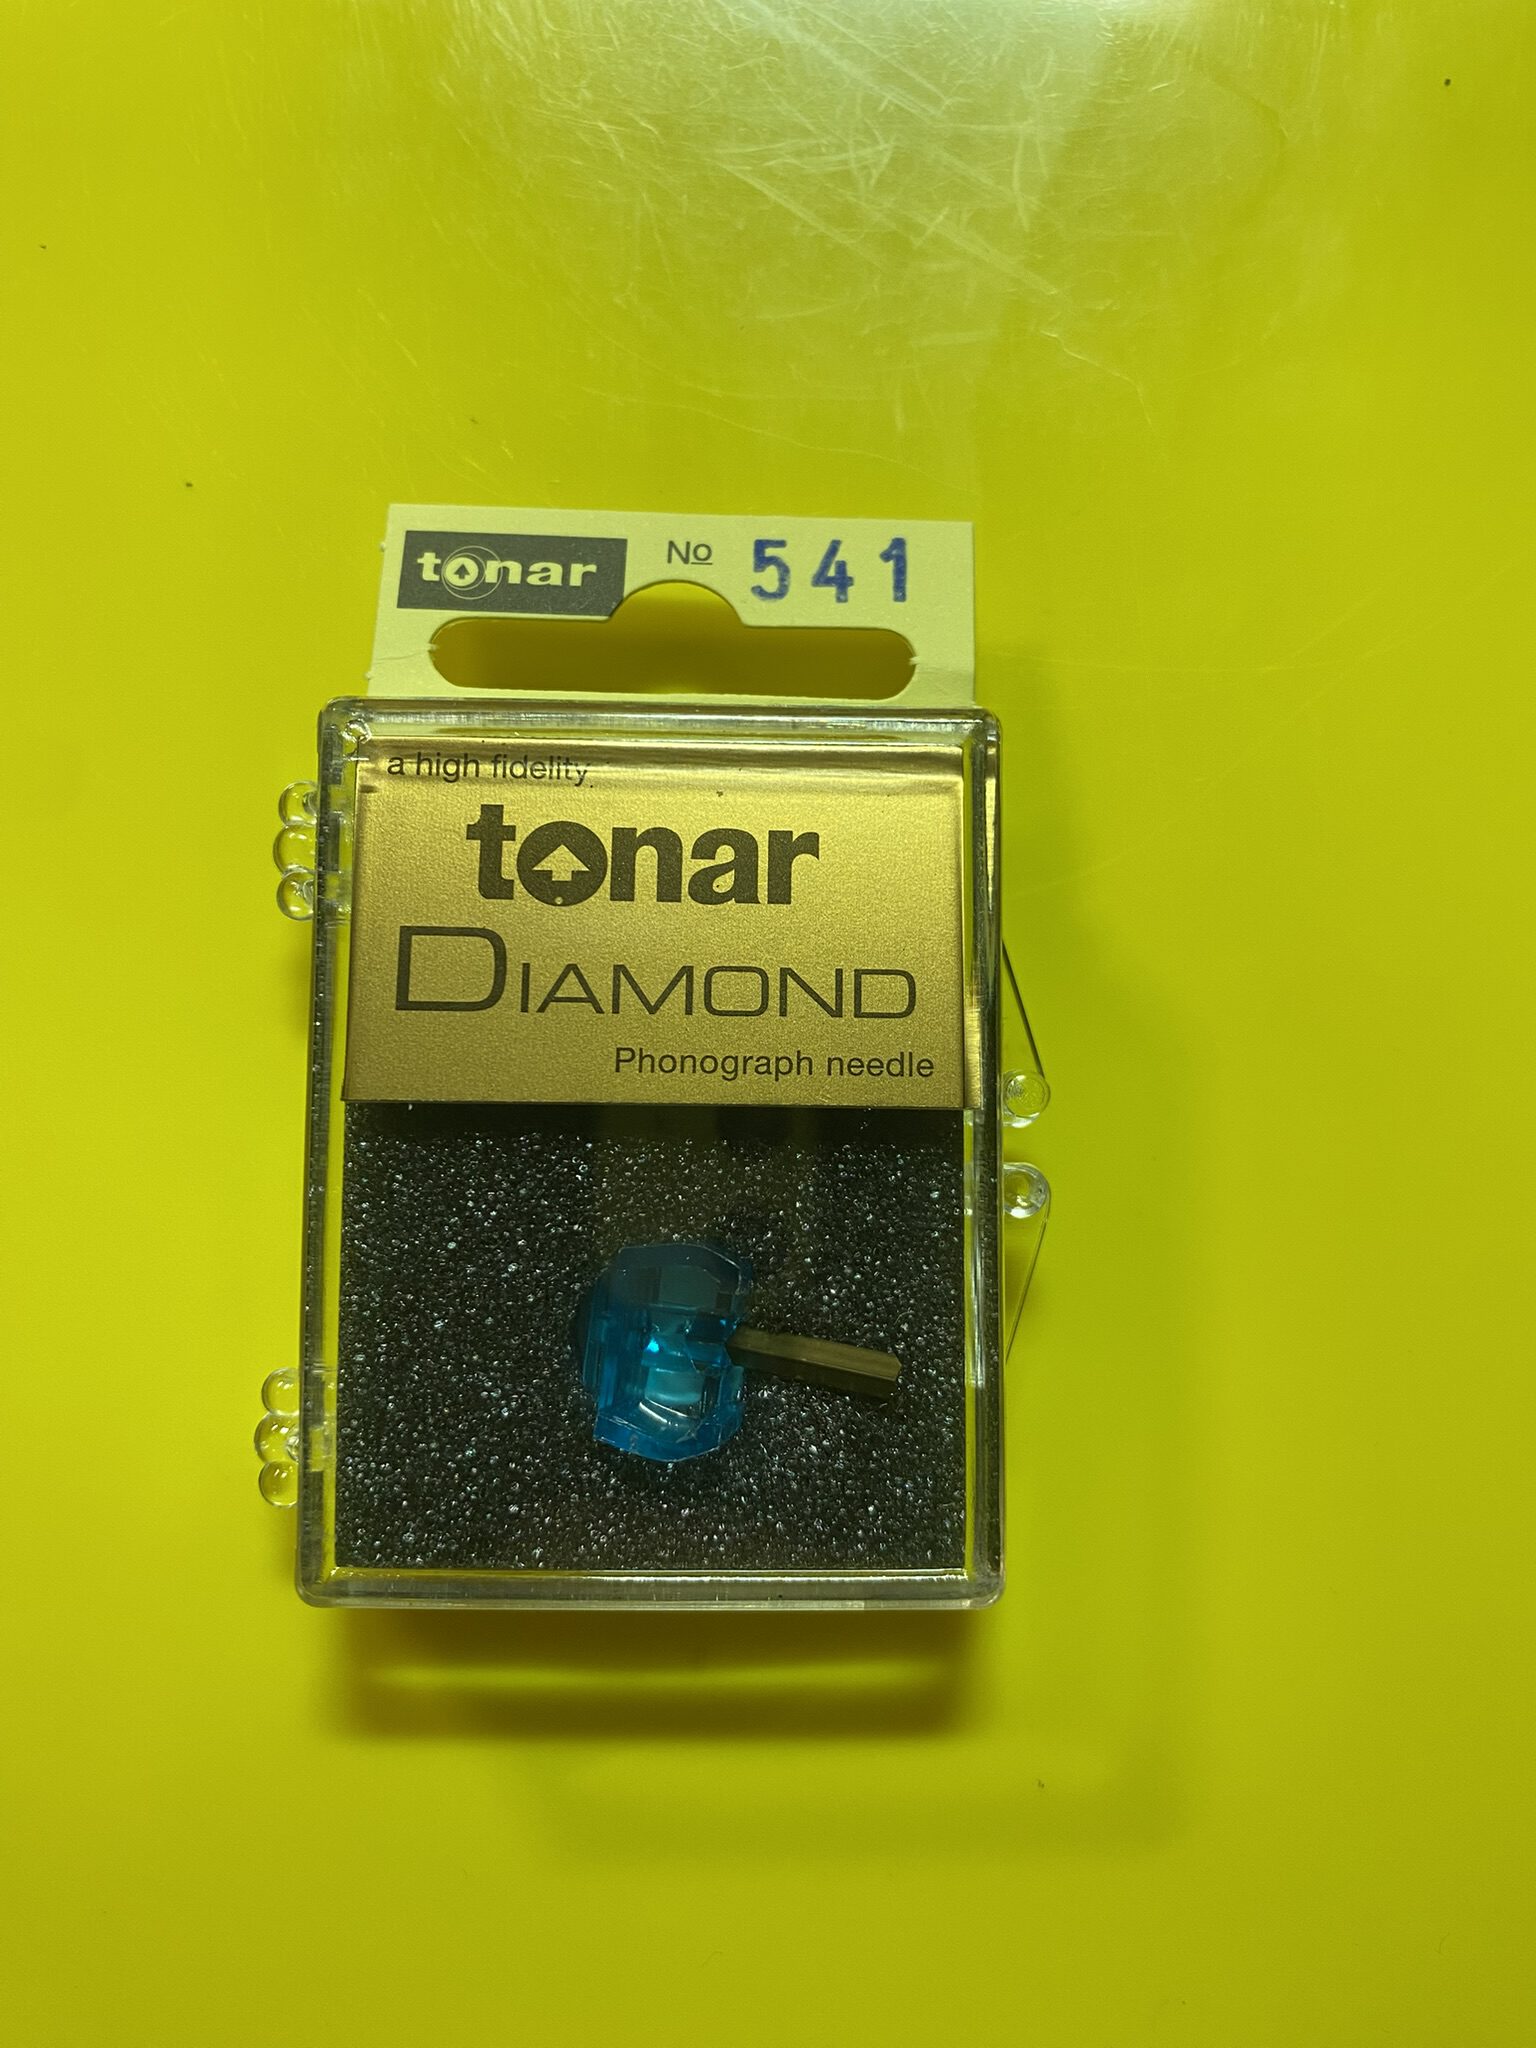 tonar No 541
a high fidelity
tonar
DIAMOND
Phonograph needle